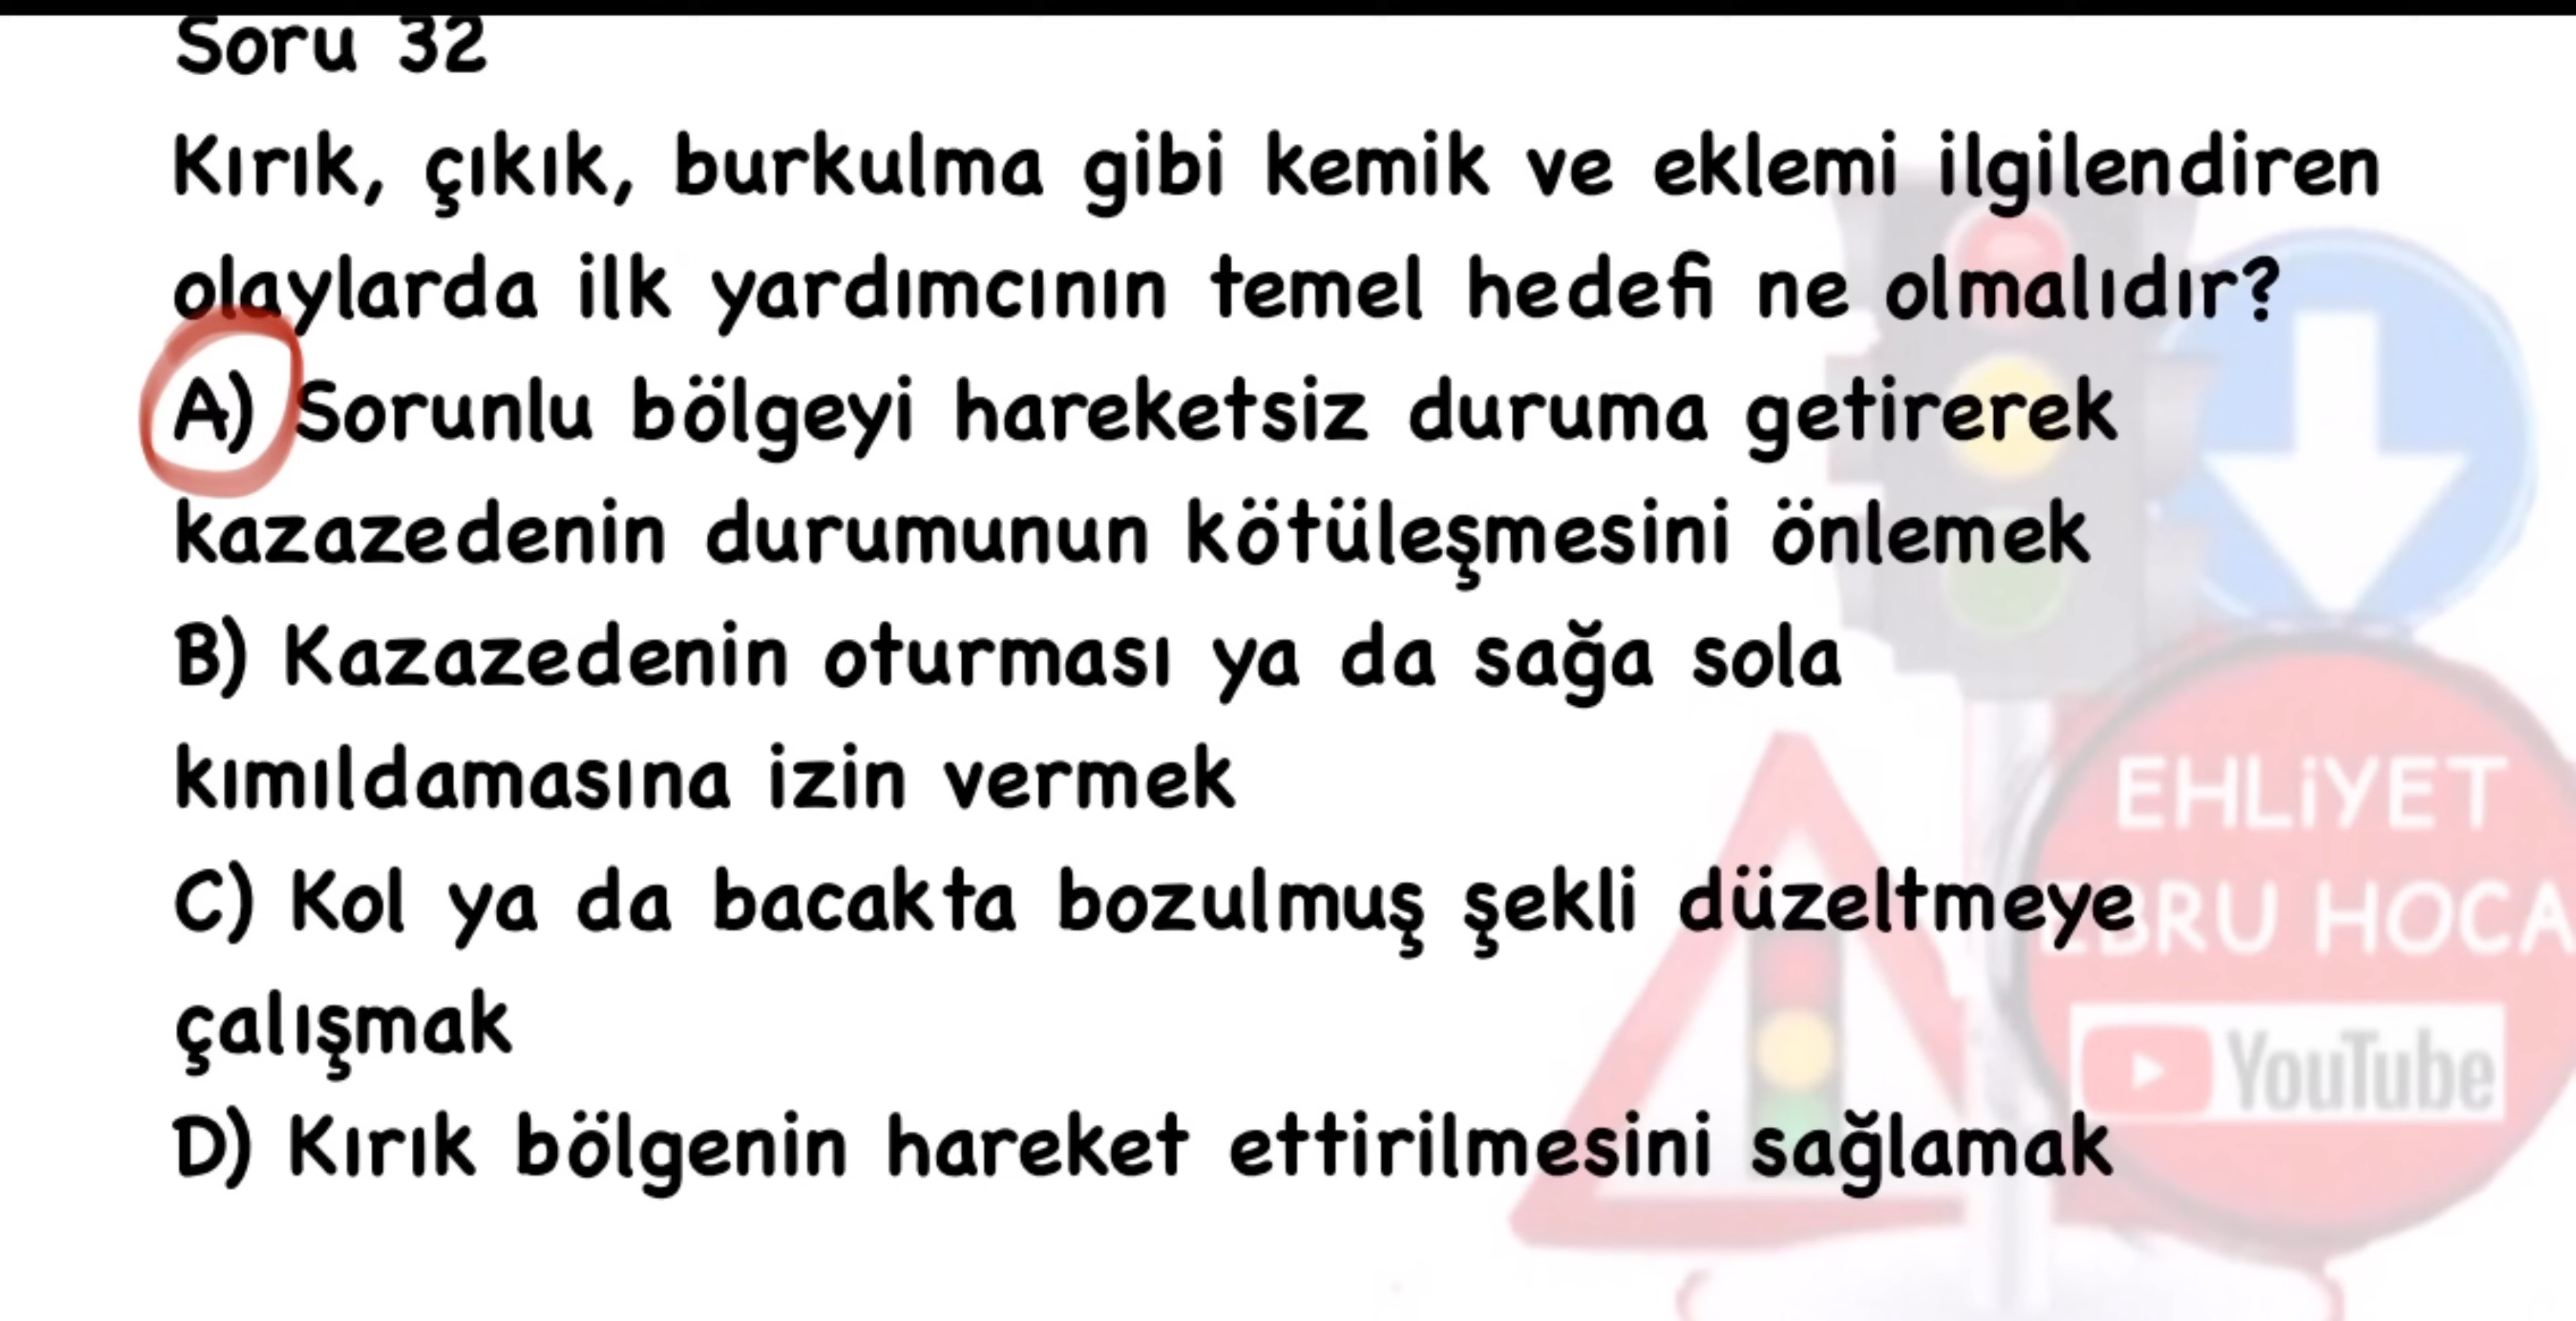 Soru 32
Kırık, çıkık, burkulma gibi kemik ve eklemi ilgilendiren
olaylarda ilk yardımcının temel hedefi ne olmalıdır?
A) Sorunlu bölgeyi hareketsiz duruma getirerek
kazazedenin durumunun kötüleşmesini önlemek
B) Kazazedenin oturması ya da sağa sola
kımıldamasına izin vermek
C) Kol ya da bacakta bozulmuş şekli düzeltmeye
çalışmak
D) Kırık bölgenin hareket ettirilmesini sağlamak
EHLİYET
EBRU HOCA
YouTube